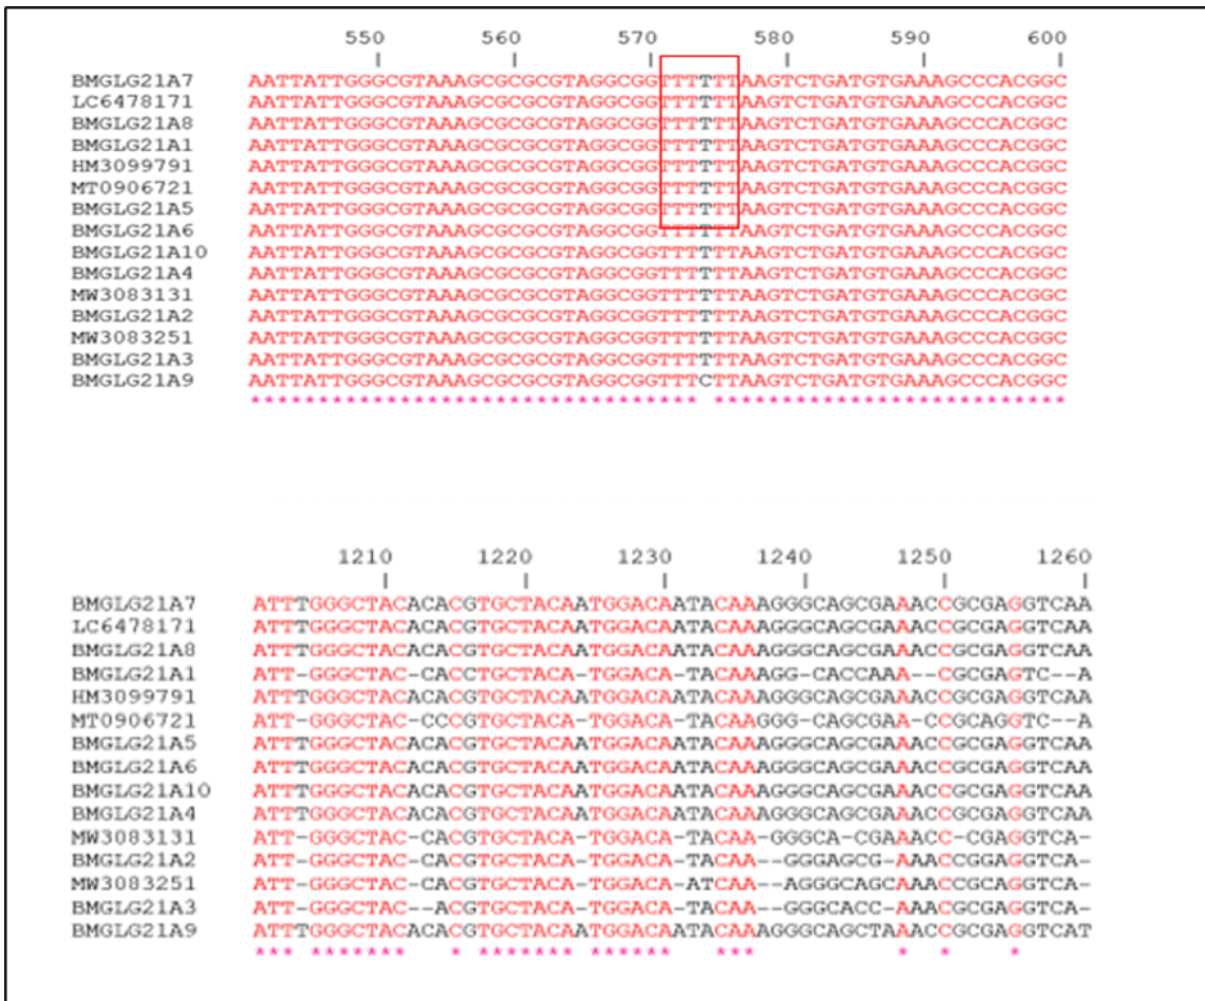 550 560 570 580 590 600
BMGLG21A7 AATTATTGGGCGTAAAGCGCGCGTAGGCGGTTTTTTAAGTCTGATGTGAAAGCCCACGGC
LC6478171 AATTATTGGGCGTAAAGCGCGCGTAGGCGGTTTTTTAAGTCTGATGTGAAAGCCCACGGC
BMGLG21A8 AATTATTGGGCGTAAAGCGCGCGTAGGCGGTTTTTTAAGTCTGATGTGAAAGCCCACGGC
BMGLG21A1 AATTATTGGGCGTAAAGCGCGCGTAGGCGGTTTTTTAAGTCTGATGTGAAAGCCCACGGC
HM3099791 AATTATTGGGCGTAAAGCGCGCGTAGGCGGTTTTTTAAGTCTGATGTGAAAGCCCACGGC
MT0906721 AATTATTGGGCGTAAAGCGCGCGTAGGCGGTTTTTTAAGTCTGATGTGAAAGCCCACGGC
BMGLG21A5 AATTATTGGGCGTAAAGCGCGCGTAGGCGGTTTTTTAAGTCTGATGTGAAAGCCCACGGC
BMGLG21A6 AATTATTGGGCGTAAAGCGCGCGTAGGCGGTTTTTTAAGTCTGATGTGAAAGCCCACGGC
BMGLG21A10 AATTATTGGGCGTAAAGCGCGCGTAGGCGGTTTTTTAAGTCTGATGTGAAAGCCCACGGC
BMGLG21A4 AATTATTGGGCGTAAAGCGCGCGTAGGCGGTTTTTTAAGTCTGATGTGAAAGCCCACGGC
MW3083131 AATTATTGGGCGTAAAGCGCGCGTAGGCGGTTTTTTAAGTCTGATGTGAAAGCCCACGGC
BMGLG21A2 AATTATTGGGCGTAAAGCGCGCGTAGGCGGTTTTTTAAGTCTGATGTGAAAGCCCACGGC
MW3083251 AATTATTGGGCGTAAAGCGCGCGTAGGCGGTTTTTTAAGTCTGATGTGAAAGCCCACGGC
BMGLG21A3 AATTATTGGGCGTAAAGCGCGCGTAGGCGGTTTTTTAAGTCTGATGTGAAAGCCCACGGC
BMGLG21A9 AATTATTGGGCGTAAAGCGCGCGTAGGCGGTTTCTTAAGTCTGATGTGAAAGCCCACGGC
********************************* **************************
1210 1220 1230 1240 1250 1260
BMGLG21A7 ATTTGGGCTACACACGTGCTACAATGGACAATACAAAGGGCAGCGAAACCGCGAGGTCAA
LC6478171 ATTTGGGCTACACACGTGCTACAATGGACAATACAAAGGGCAGCGAAACCGCGAGGTCAA
BMGLG21A8 ATTTGGGCTACACACGTGCTACAATGGACAATACAAAGGGCAGCGAAACCGCGAGGTCAA
BMGLG21A1 ATT-GGGCTAC-CACCTGCTACA-TGGACA-TACAAAGG-CACCAAA--CGCGAGTC--A
HM3099791 ATTTGGGCTACACACGTGCTACAATGGACAATACAAAGGGCAGCGAAACCGCGAGGTCAA
MT0906721 ATT-GGGCTAC-CCCGTGCTACA-TGGACA-TACAAGGG-CAGCGAA-CCGCAGGTC--A
BMGLG21A5 ATTTGGGCTACACACGTGCTACAATGGACAATACAAAGGGCAGCGAAACCGCGAGGTCAA
BMGLG21A6 ATTTGGGCTACACACGTGCTACAATGGACAATACAAAGGGCAGCGAAACCGCGAGGTCAA
BMGLG21A10 ATTTGGGCTACACACGTGCTACAATGGACAATACAAAGGGCAGCGAAACCGCGAGGTCAA
BMGLG21A4 ATTTGGGCTACACACGTGCTACAATGGACAATACAAAGGGCAGCGAAACCGCGAGGTCAA
MW3083131 ATT-GGGCTAC-CACGTGCTACA-TGGACA-TACAA-GGGCA-CGAAACC-CGAGGTCA-
BMGLG21A2 ATT-GGGCTAC-CACGTGCTACA-TGGACA-TACAA--GGGAGCG-AAACCGGAGGTCA-
MW3083251 ATT-GGGCTAC-CACGTGCTACA-TGGACA-ATCAA--AGGGCAGCAAACCGCAGGTCA-
BMGLG21A3 ATT-GGGCTAC--ACGTGCTACA-TGGACA-TACAA--GGGCACC-AAACGCGAGGTCA-
BMGLG21A9 ATTTGGGCTACACACGTGCTACAATGGACAATACAAAGGGCAGCTAAACCGCGAGGTCAT
*** *******   * ******* ******   ***          *  *    *